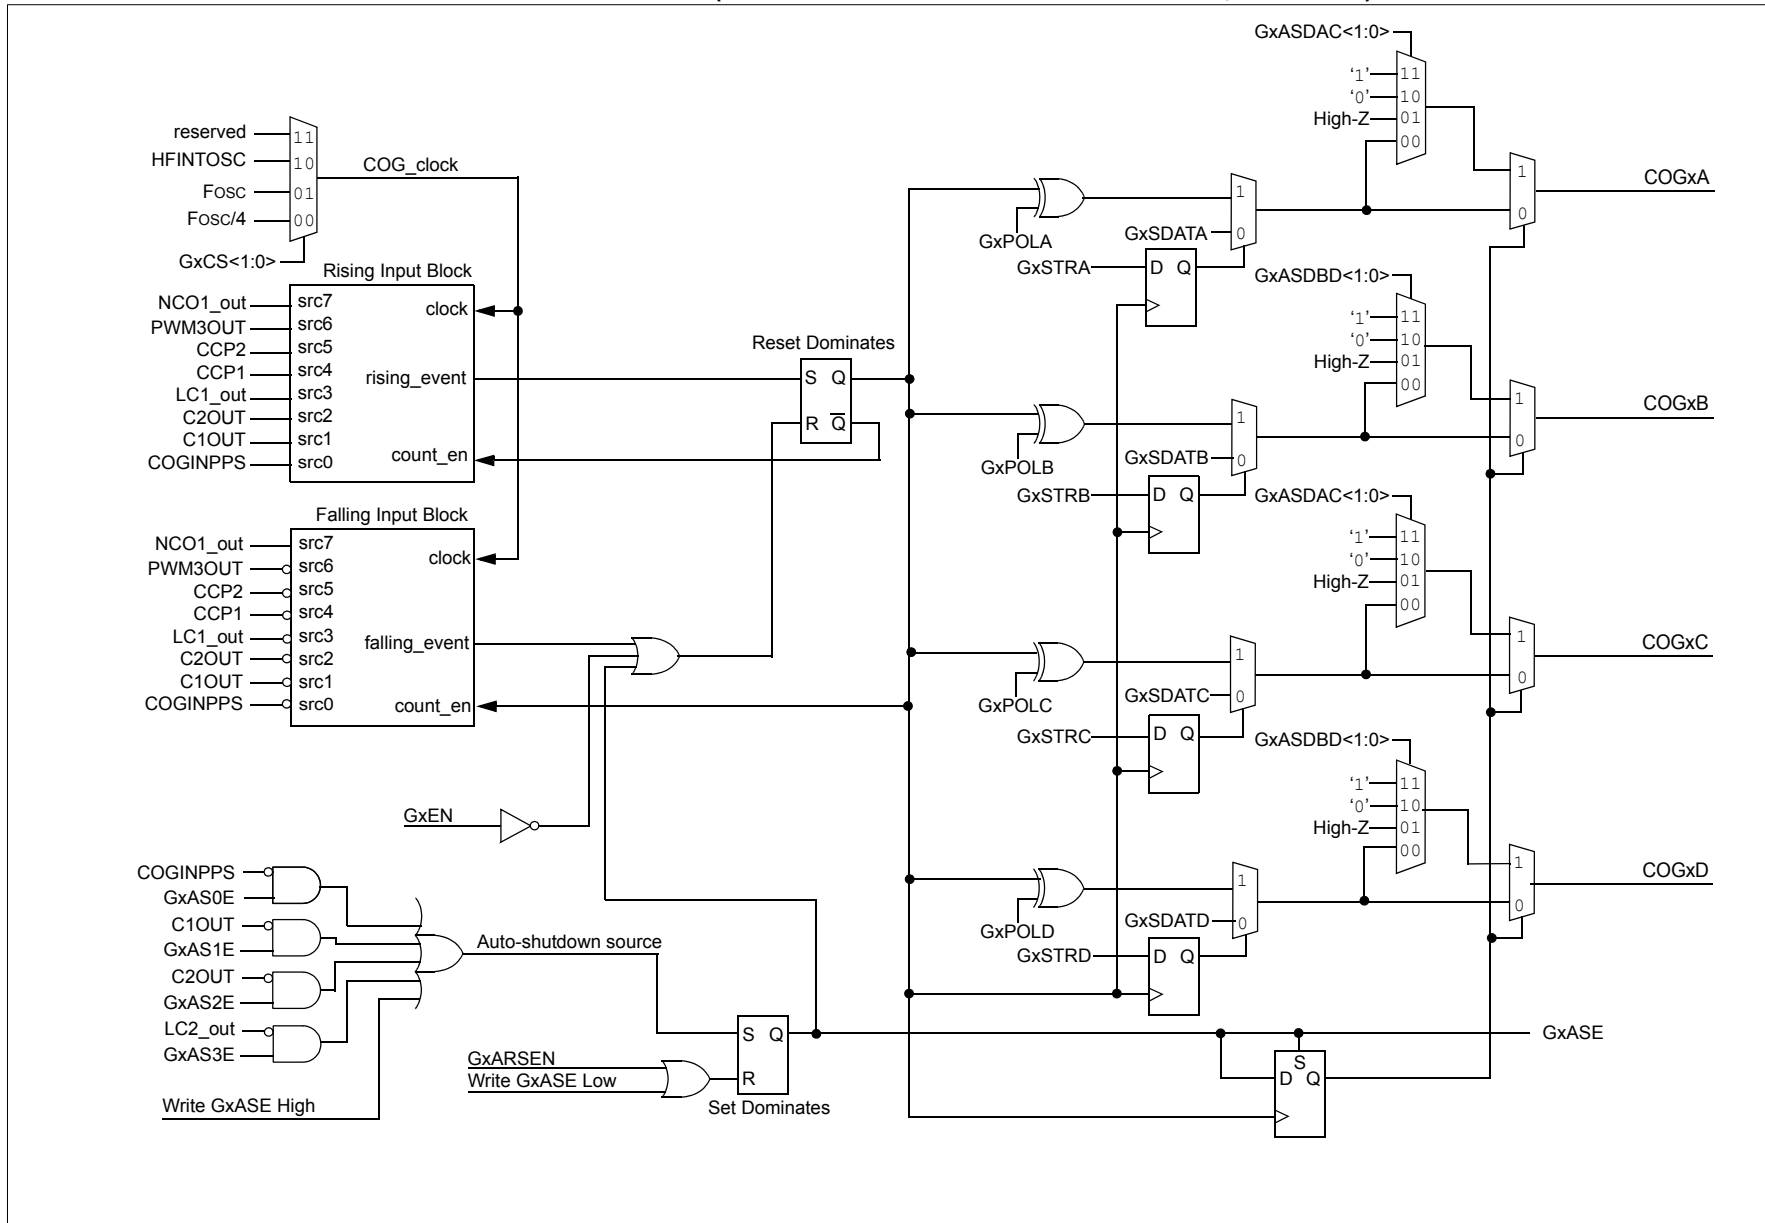 GxASDAC<1:0>
'1' 11
'0' 10
High-Z 01
00
reserved 11
HFINTOSC 10
FOSC 01
FOSC/4 00
GxCS<1:0>
COG_clock
Rising Input Block
NCO1_out src7
PWM3OUT src6
CCP2 src5
CCP1 src4
LC1_out src3
C2OUT src2
C1OUT src1
COGINPPS src0
clock
rising_event
count_en
Falling Input Block
NCO1_out src7
PWM3OUT src6
CCP2 src5
CCP1 src4
LC1_out src3
C2OUT src2
C1OUT src1
COGINPPS src0
clock
falling_event
count_en
Reset Dominates
S Q
R Q
GxEN
COGINPPS
GxAS0E
C1OUT
GxAS1E
C2OUT
GxAS2E
LC2_out
GxAS3E
Write GxASE High
Auto-shutdown source
GxARSEN
Write GxASE Low
S Q
R
Set Dominates
GxPOLA
GxSDATA
1
0
GxSTRA
D Q
1
0
COGxA
GxASDBD<1:0>
'1' 11
'0' 10
High-Z 01
00
GxPOLB
GxSDATB
1
0
GxSTRB
D Q
1
0
COGxB
GxASDAC<1:0>
'1' 11
'0' 10
High-Z 01
00
GxPOLC
GxSDATC
1
0
GxSTRC
D Q
1
0
COGxC
GxASDBD<1:0>
'1' 11
'0' 10
High-Z 01
00
GxPOLD
GxSDATD
1
0
GxSTRD
D Q
1
0
COGxD
GxASE
S
D Q